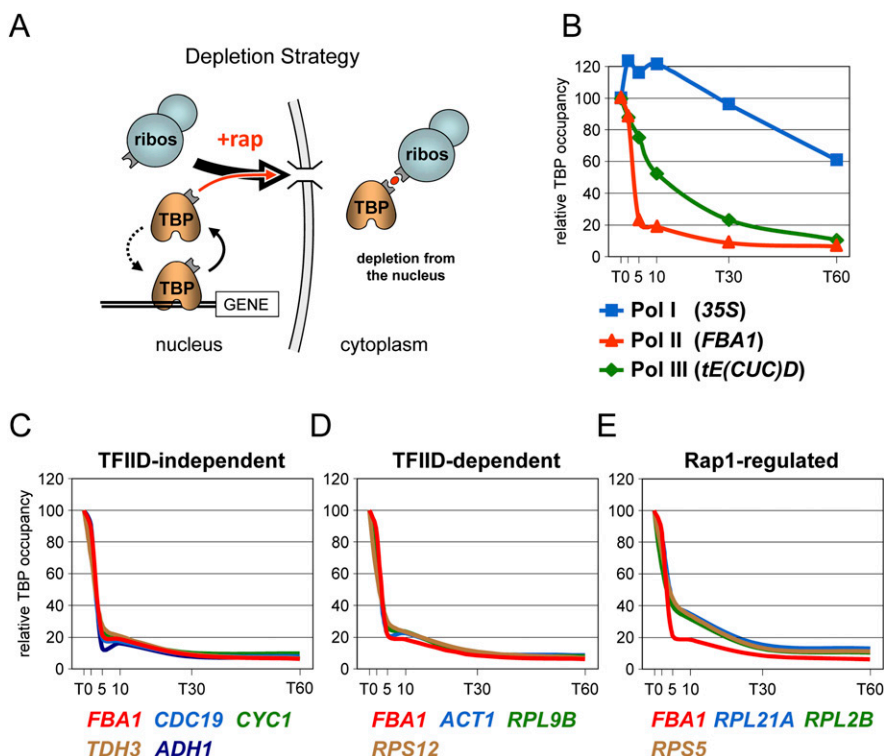 A
Depletion Strategy
ribos
+rap
TBP
TBP
GENE
nucleus
ribos
TBP
depletion from
the nucleus
cytoplasm
B
relative TBP occupancy
120
100
80
60
40
20
0
T0 5 10 T30 T60
Pol I (35S)
Pol II (FBA1)
Pol III (tE(CUC)D)
C
TFIID-independent
relative TBP occupancy
120
100
80
60
40
20
0
T0 5 10 T30 T60
FBA1 CDC19 CYC1
TDH3 ADH1
D
TFIID-dependent
120
100
80
60
40
20
0
T0 5 10 T30 T60
FBA1 ACT1 RPL9B
RPS12
E
Rap1-regulated
120
100
80
60
40
20
0
T0 5 10 T30 T60
FBA1 RPL21A RPL2B
RPS5